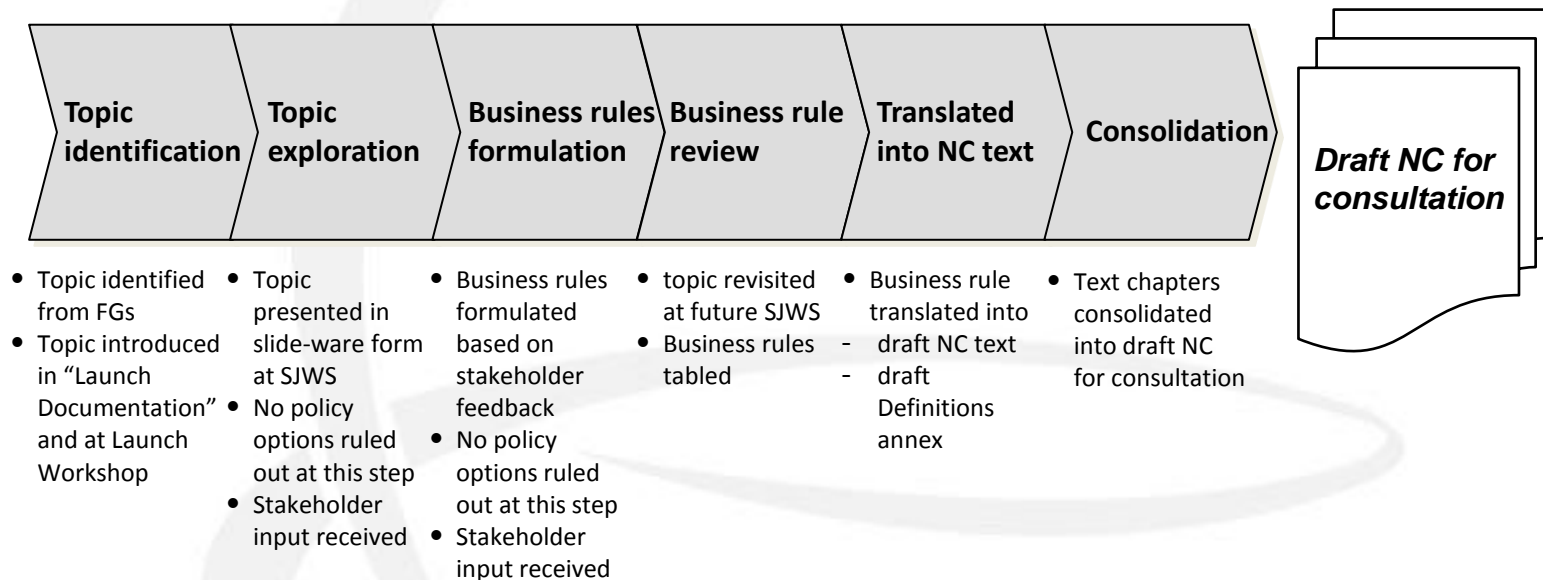 Topic
identification
Topic
exploration
Business rules
formulation
Business rule
review
Translated
into NC text
Consolidation
Draft NC for
consultation
• Topic identified
from FGs
• Topic introduced
in “Launch
Documentation”
and at Launch
Workshop
• Topic
presented in
slide-ware form
at SJWS
• No policy
options ruled
out at this step
• Stakeholder
input received
• Business rules
formulated
based on
stakeholder
feedback
• No policy
options ruled
out at this step
• Stakeholder
input received
• topic revisited
at future SJWS
• Business rules
tabled
• Business rule
translated into
- draft NC text
- draft
Definitions
annex
• Text chapters
consolidated
into draft NC
for consultation